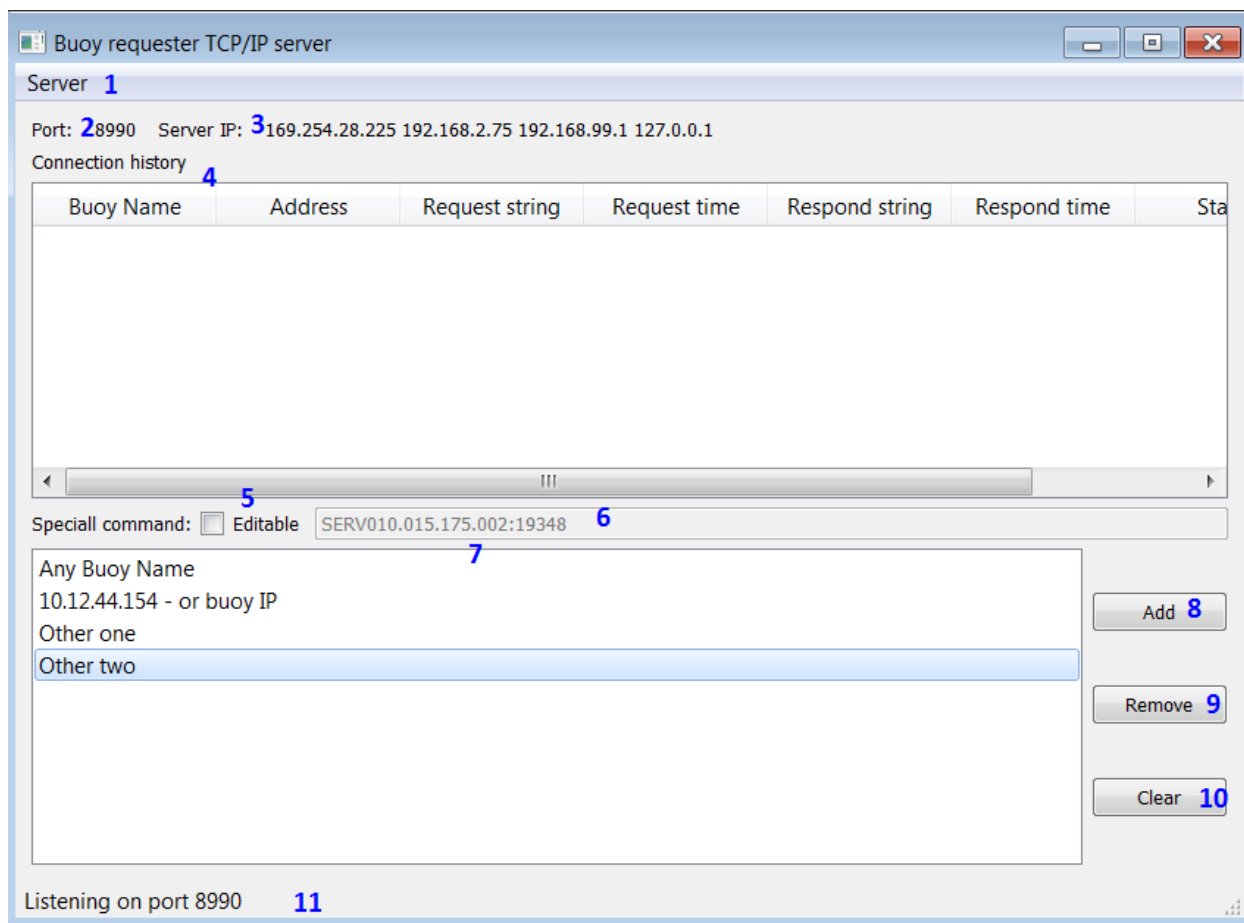 Buoy requester TCP/IP server
Server 1
Port: 28990 Server IP: 3169.254.28.225 192.168.2.75 192.168.99.1 127.0.0.1
Connection history
4
Buoy Name Address Request string Request time Respond string Respond time Sta
5
Speciall command: Editable SERV010.015.175.002:19348 6
7
Any Buoy Name
10.12.44.154 - or buoy IP
Add 8
Other one
Other two
Remove 9
Clear 10
Listening on port 8990 11